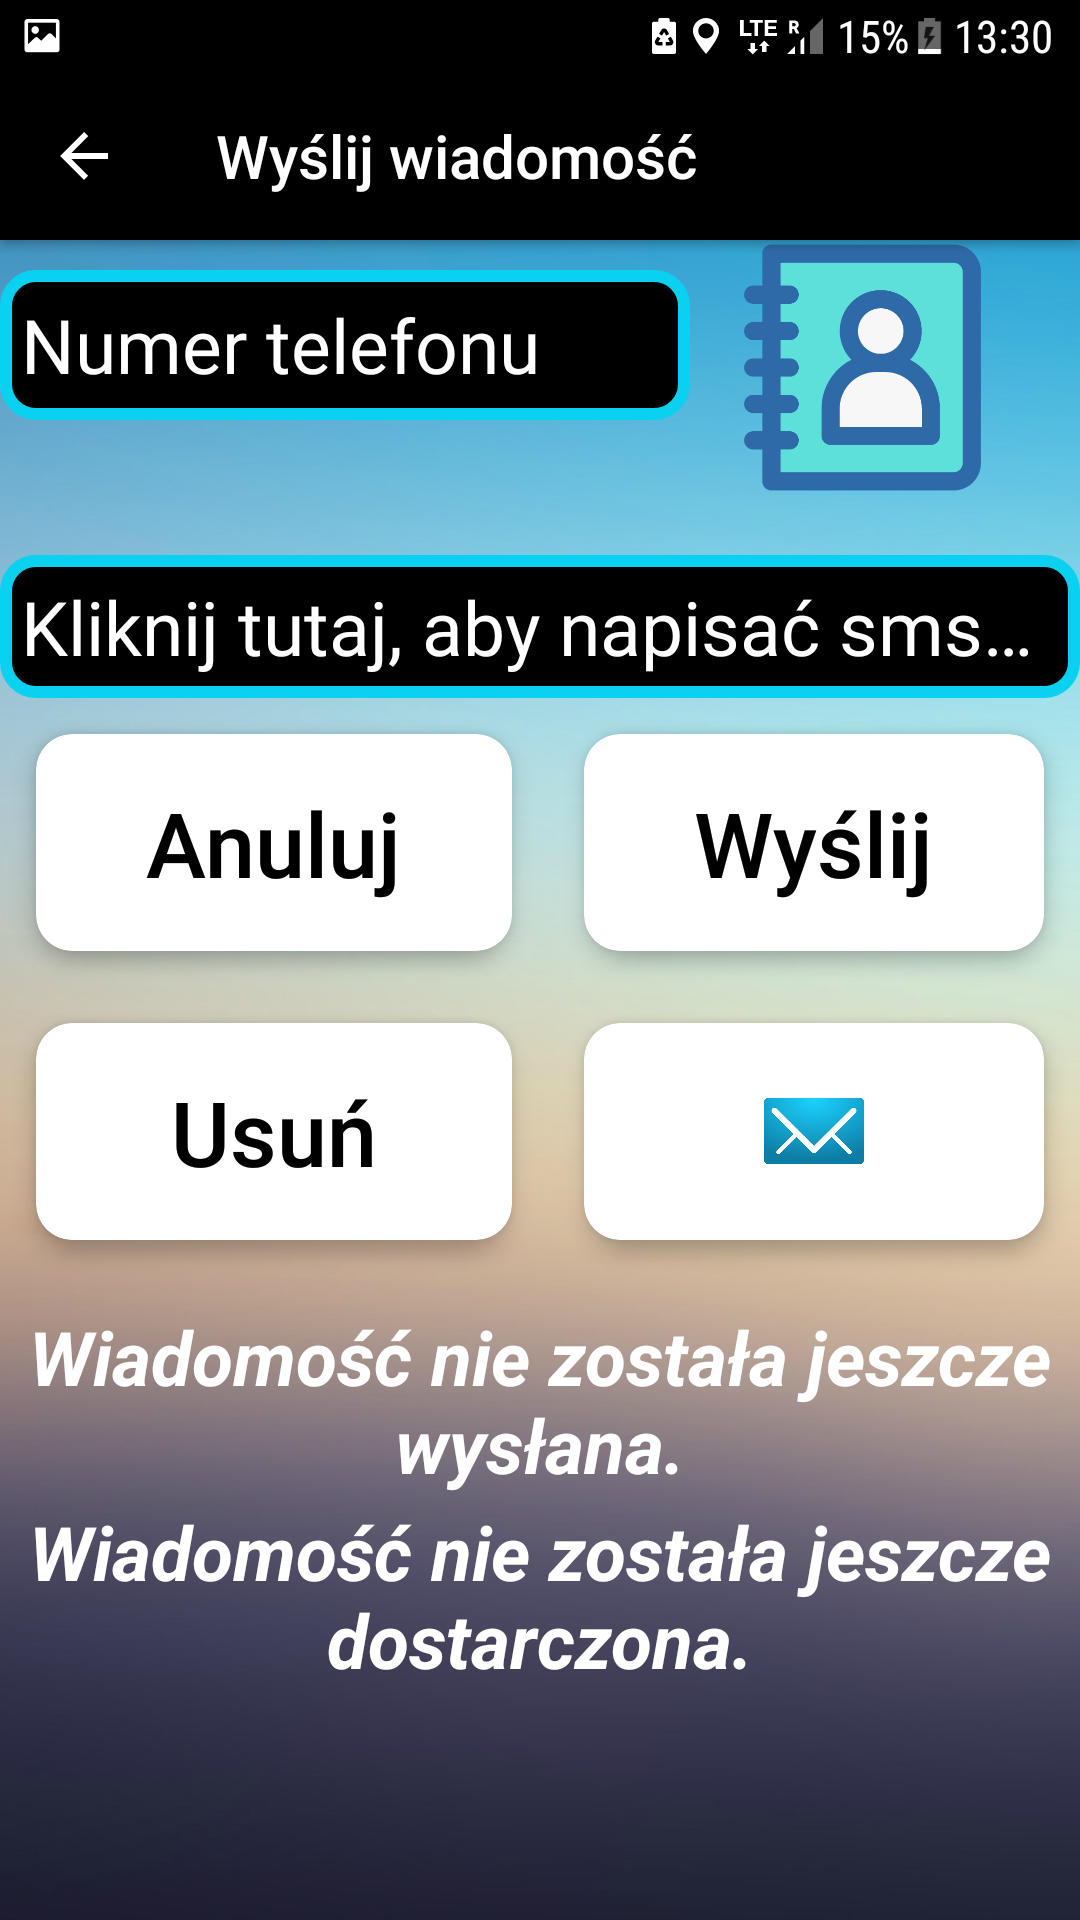 LTE R 15% 13:30
Wyślij wiadomość
Numer telefonu
Kliknij tutaj, aby napisać sms...
Anuluj Wyślij
Usuń
Wiadomość nie została jeszcze
wysłana.
Wiadomość nie została jeszcze
dostarczona.